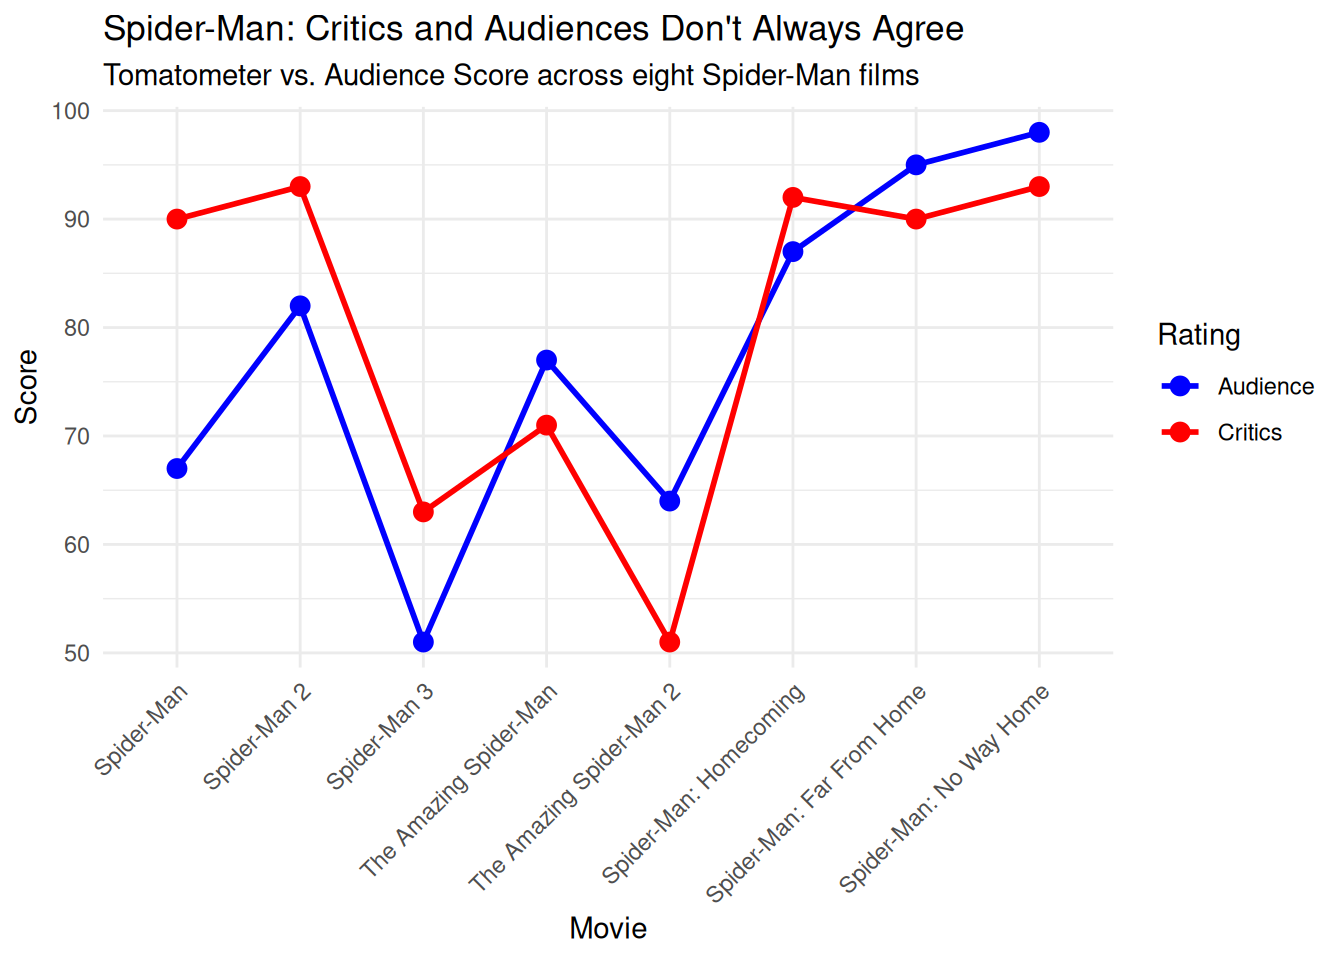 Spider-Man: Critics and Audiences Don't Always Agree
Tomatometer vs. Audience Score across eight Spider-Man films
100
90
80
70
60
50
Score
Spider-Man
Spider-Man 2
Spider-Man 3
The Amazing Spider-Man
The Amazing Spider-Man 2
Spider-Man: Homecoming
Spider-Man: Far From Home
Spider-Man: No Way Home
Movie
Rating
Audience
Critics